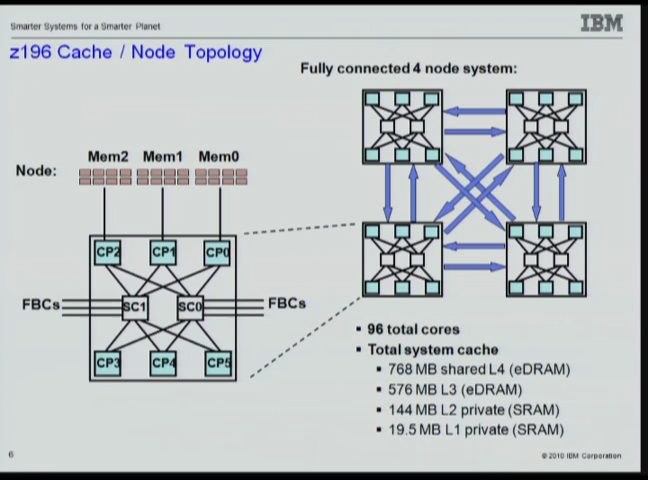 Smarter Systems for a Smarter Planet
IBM
z196 Cache / Node Topology
Fully connected 4 node system:
Node:
Mem2 Mem1 Mem0
CP2 CP1 CP0
FBCs SC1 SC0 FBCs
CP3 CP4 CP5
▪ 96 total cores
▪ Total system cache
▪ 768 MB shared L4 (eDRAM)
▪ 576 MB L3 (eDRAM)
▪ 144 MB L2 private (SRAM)
▪ 19.5 MB L1 private (SRAM)
6
© 2010 IBM Corporation